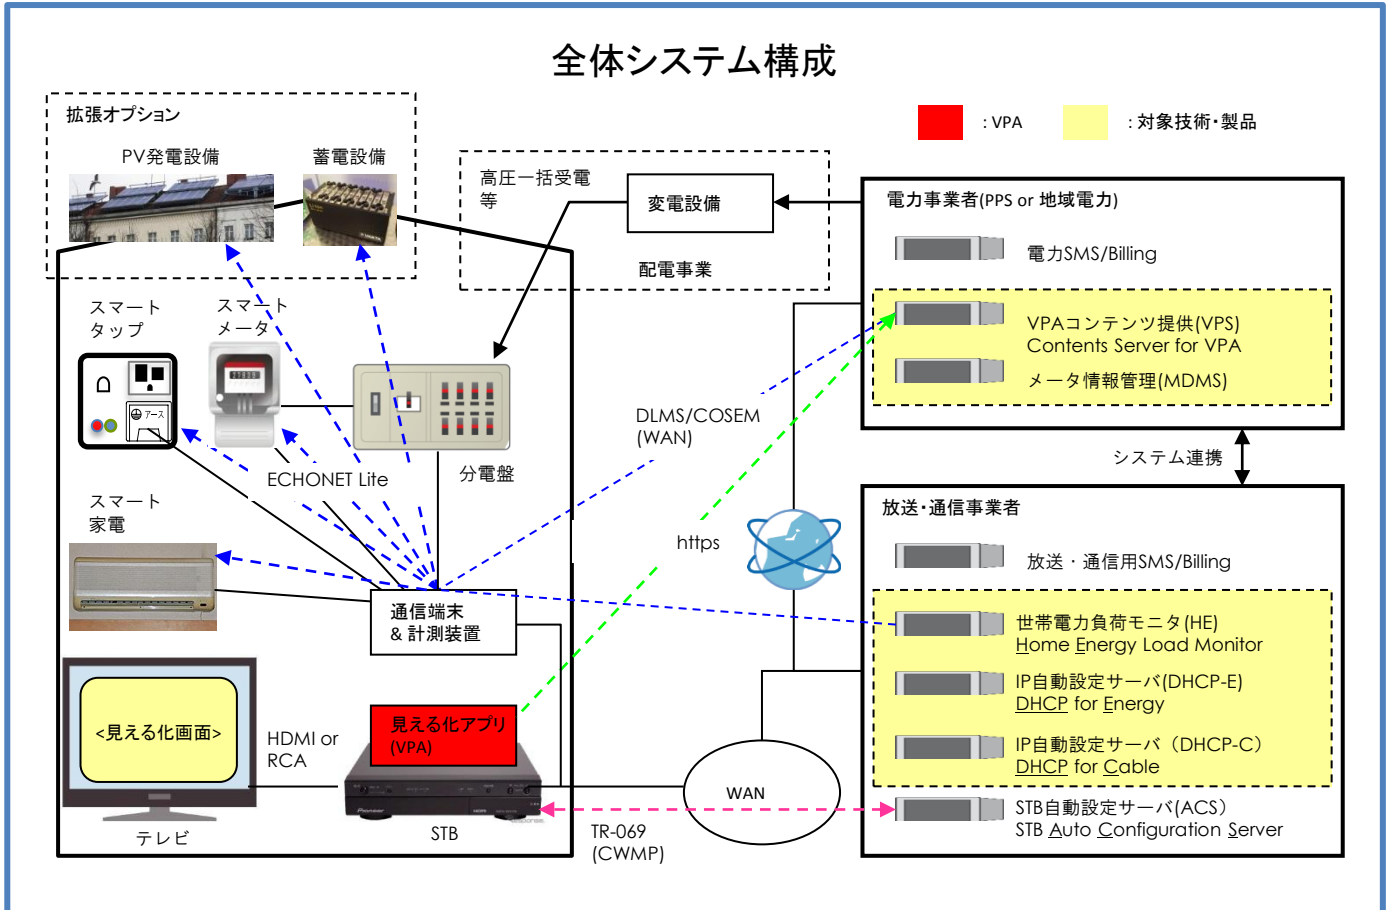 全体システム構成
拡張オプション
PV発電設備
蓄電設備
: VPA
: 対象技術・製品
高圧一括受電
等
変電設備
配電事業
電力事業者(PPS or 地域電力)
電力SMS/Billing
VPAコンテンツ提供(VPS)
Contents Server for VPA
メータ情報管理(MDMS)
スマート
タップ
スマート
メータ
アース
分電盤
ECHONET Lite
DLMS/COSEM
(WAN)
システム連携
スマート
家電
https
放送・通信事業者
放送・通信用SMS/Billing
世帯電力負荷モニタ(HE)
Home Energy Load Monitor
IP自動設定サーバ(DHCP-E)
DHCP for Energy
IP自動設定サーバ（DHCP-C）
DHCP for Cable
STB自動設定サーバ(ACS）
STB Auto Configuration Server
通信端末
& 計測装置
<見える化画面>
テレビ
HDMI or
RCA
見える化アプリ
(VPA)
Pioneer
STB
TR-069
(CWMP)
WAN